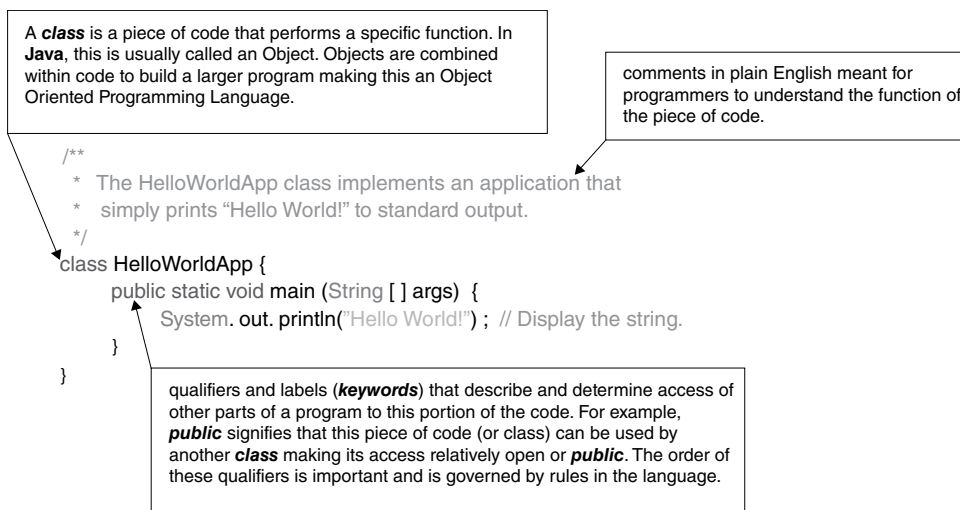 A class is a piece of code that performs a specific function. In
Java, this is usually called an Object. Objects are combined
within code to build a larger program making this an Object
Oriented Programming Language.
comments in plain English meant for
programmers to understand the function of
the piece of code.
/**
* The HelloWorldApp class implements an application that
* simply prints “Hello World!” to standard output.
*/
class HelloWorldApp {
public static void main (String [ ] args) {
System. out. println("Hello World!") ; // Display the string.
}
}
qualifiers and labels (keywords) that describe and determine access of
other parts of a program to this portion of the code. For example,
public signifies that this piece of code (or class) can be used by
another class making its access relatively open or public. The order of
these qualifiers is important and is governed by rules in the language.